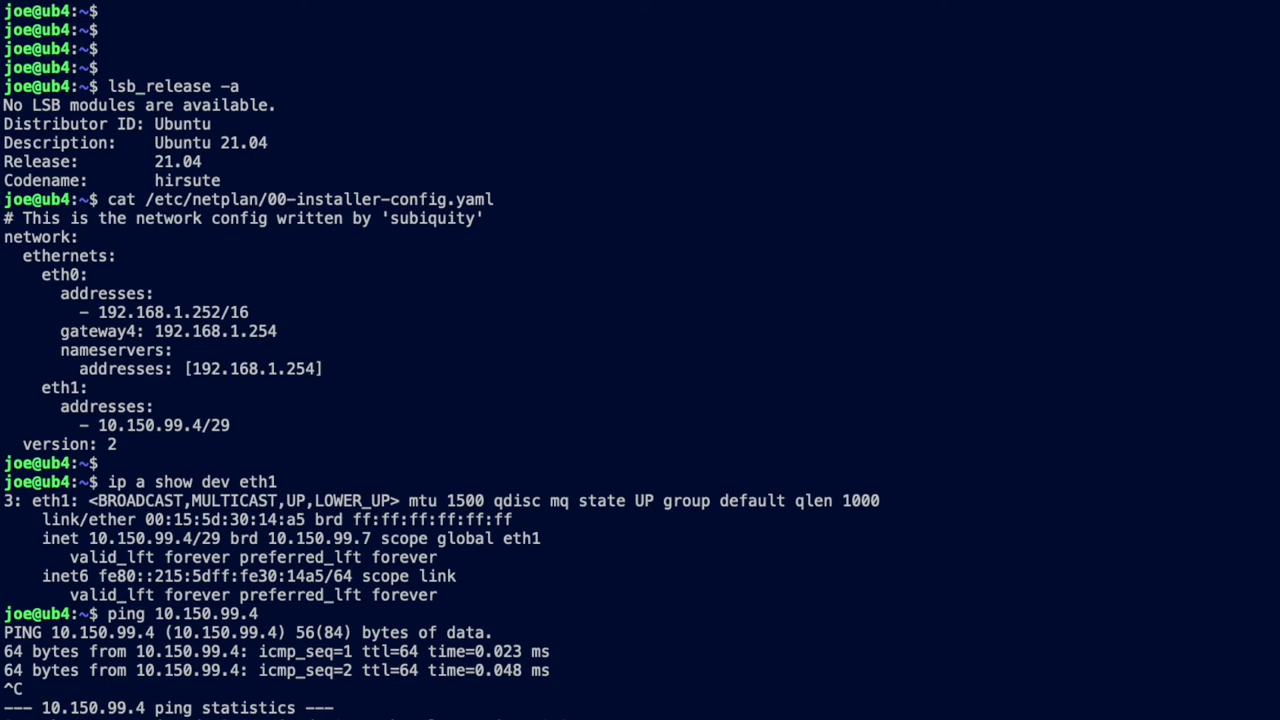 joe@ub4:~$
joe@ub4:~$
joe@ub4:~$
joe@ub4:~$
joe@ub4:~$ lsb_release -a
No LSB modules are available.
Distributor ID: Ubuntu
Description:    Ubuntu 21.04
Release:        21.04
Codename:       hirsute
joe@ub4:~$ cat /etc/netplan/00-installer-config.yaml
# This is the network config written by 'subiquity'
network:
  ethernets:
    eth0:
      addresses:
        - 192.168.1.252/16
      gateway4: 192.168.1.254
      nameservers:
        addresses: [192.168.1.254]
    eth1:
      addresses:
        - 10.150.99.4/29
  version: 2
joe@ub4:~$
joe@ub4:~$ ip a show dev eth1
3: eth1: <BROADCAST,MULTICAST,UP,LOWER_UP> mtu 1500 qdisc mq state UP group default qlen 1000
    link/ether 00:15:5d:30:14:a5 brd ff:ff:ff:ff:ff:ff
    inet 10.150.99.4/29 brd 10.150.99.7 scope global eth1
       valid_lft forever preferred_lft forever
    inet6 fe80::215:5dff:fe30:14a5/64 scope link
       valid_lft forever preferred_lft forever
joe@ub4:~$ ping 10.150.99.4
PING 10.150.99.4 (10.150.99.4) 56(84) bytes of data.
64 bytes from 10.150.99.4: icmp_seq=1 ttl=64 time=0.023 ms
64 bytes from 10.150.99.4: icmp_seq=2 ttl=64 time=0.048 ms
^C
--- 10.150.99.4 ping statistics ---